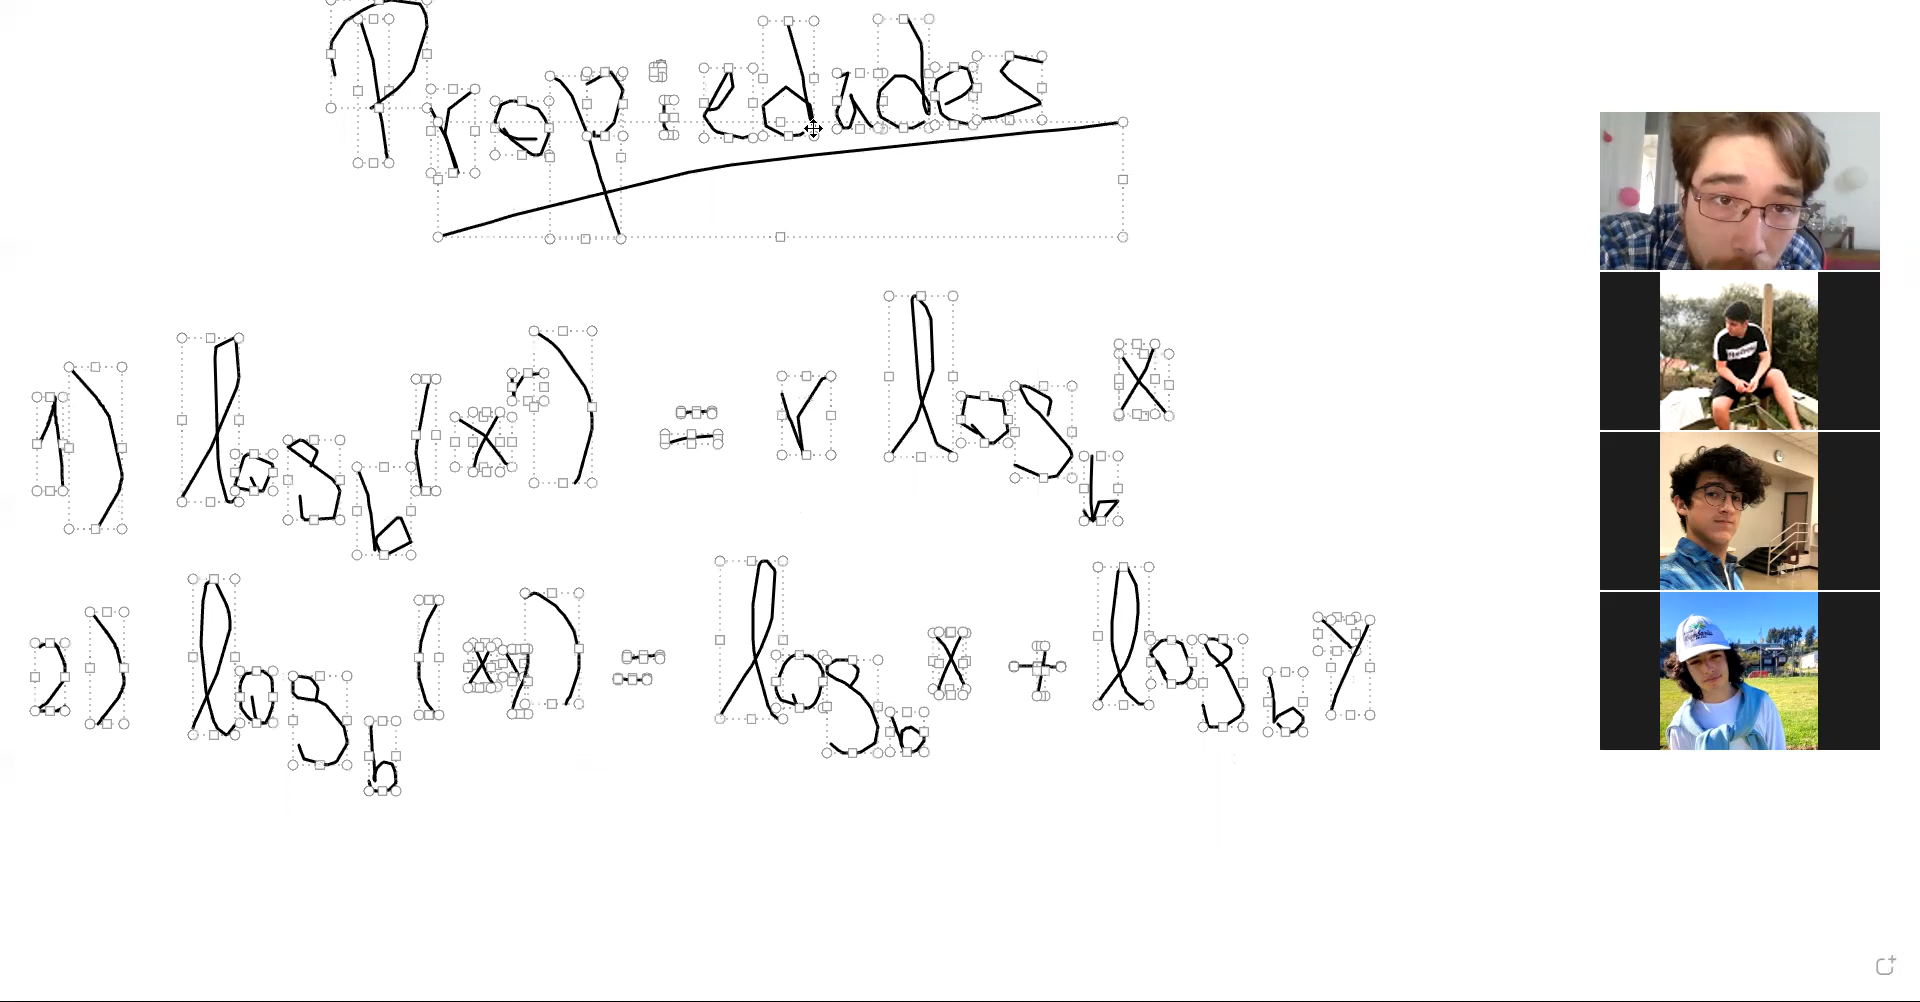 Propiedades
1) log_b (x^r) = r log_b x
2) log_b (xy) = log_b x + log_b y